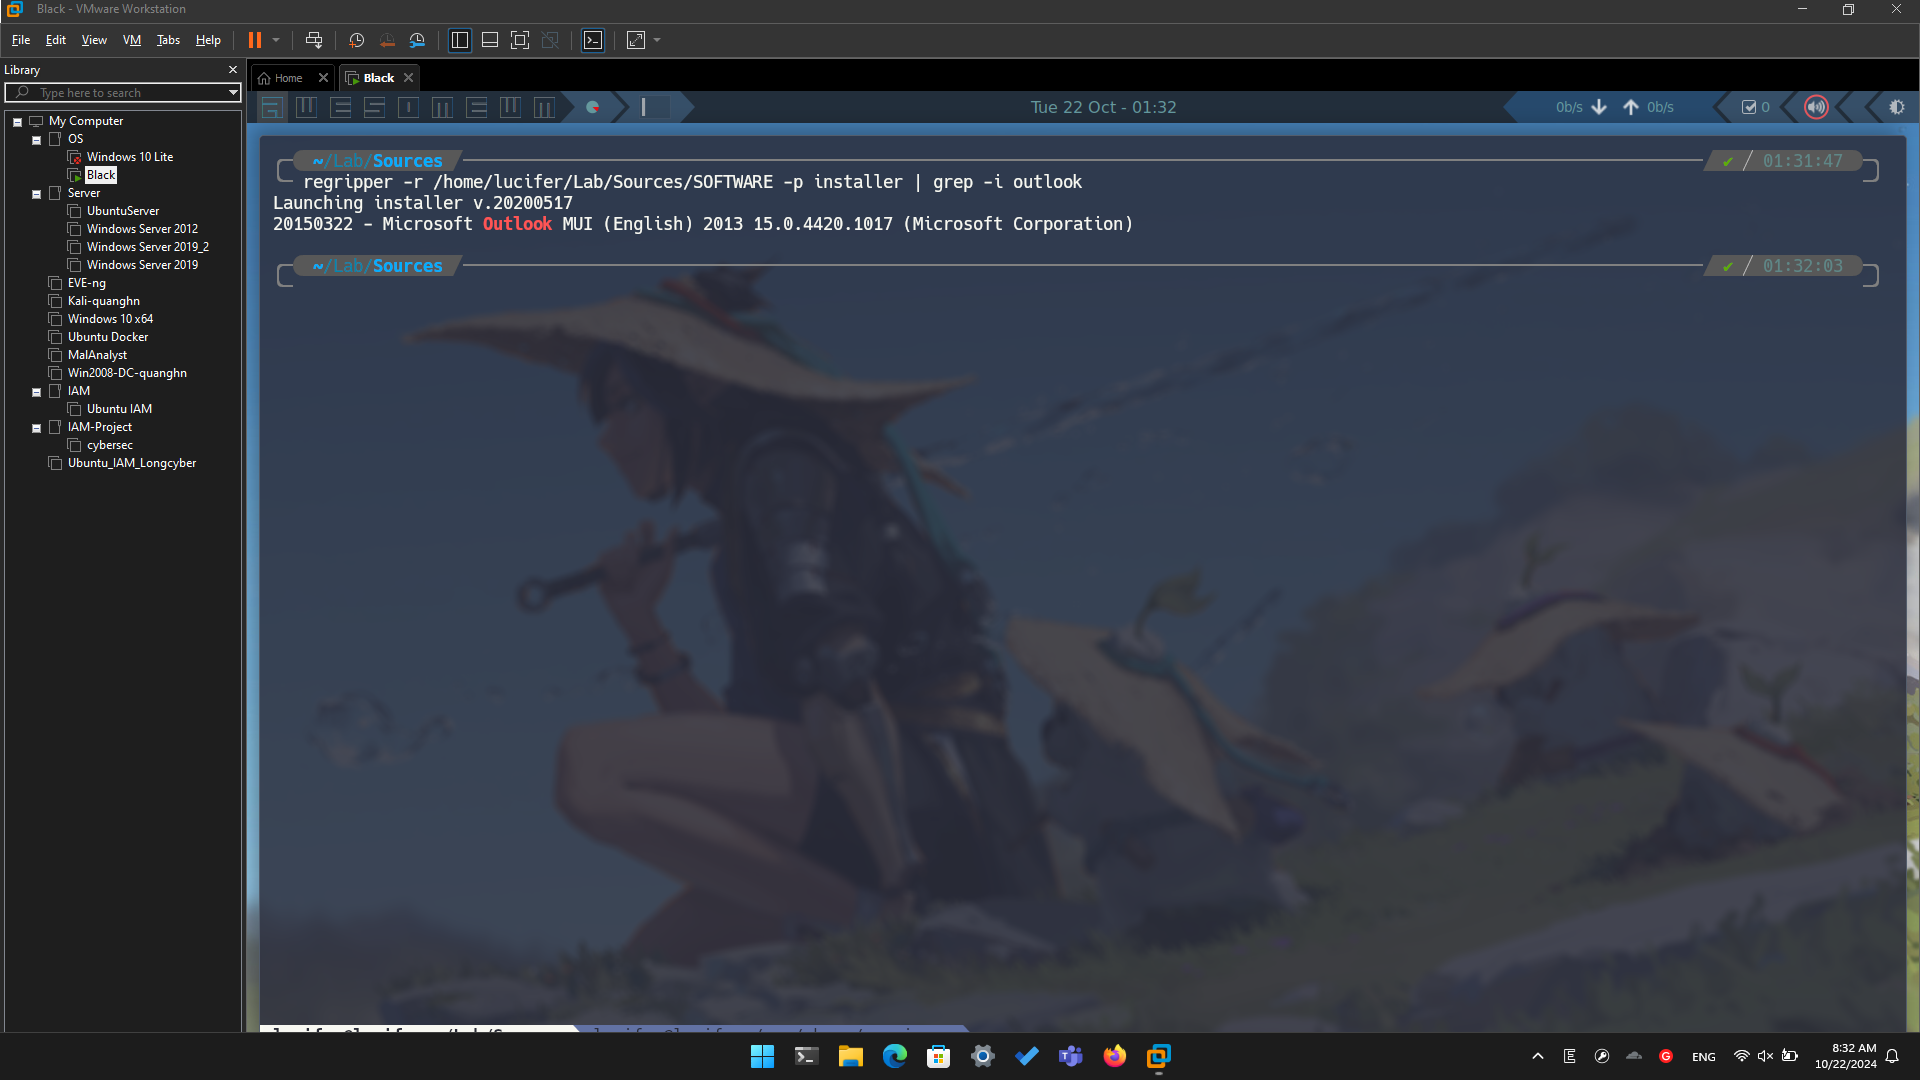 Black - VMware Workstation
File Edit View VM Tabs Help
Library
Type here to search
My Computer
OS
Windows 10 Lite
Black
Server
UbuntuServer
Windows Server 2012
Windows Server 2019_2
Windows Server 2019
EVE-ng
Kali-quanghn
Windows 10 x64
Ubuntu Docker
MalAnalyst
Win2008-DC-quanghn
IAM
Ubuntu IAM
IAM-Project
cybersec
Ubuntu_IAM_Longcyber
Home Black
Tue 22 Oct - 01:32 0b/s 0b/s 0
~/Lab/Sources ✔ / 01:31:47
regripper -r /home/lucifer/Lab/Sources/SOFTWARE -p installer | grep -i outlook
Launching installer v.20200517
20150322 - Microsoft Outlook MUI (English) 2013 15.0.4420.1017 (Microsoft Corporation)
~/Lab/Sources ✔ / 01:32:03
ENG
8:32 AM
10/22/2024